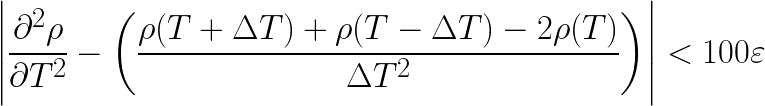 \left|\frac{\partial^2 \rho}{\partial T^2} - \left(\frac{\rho(T + \Delta T) + \rho(T - \Delta T) - 2\rho(T)}{\Delta T^2}\right)\right| < 100\varepsilon